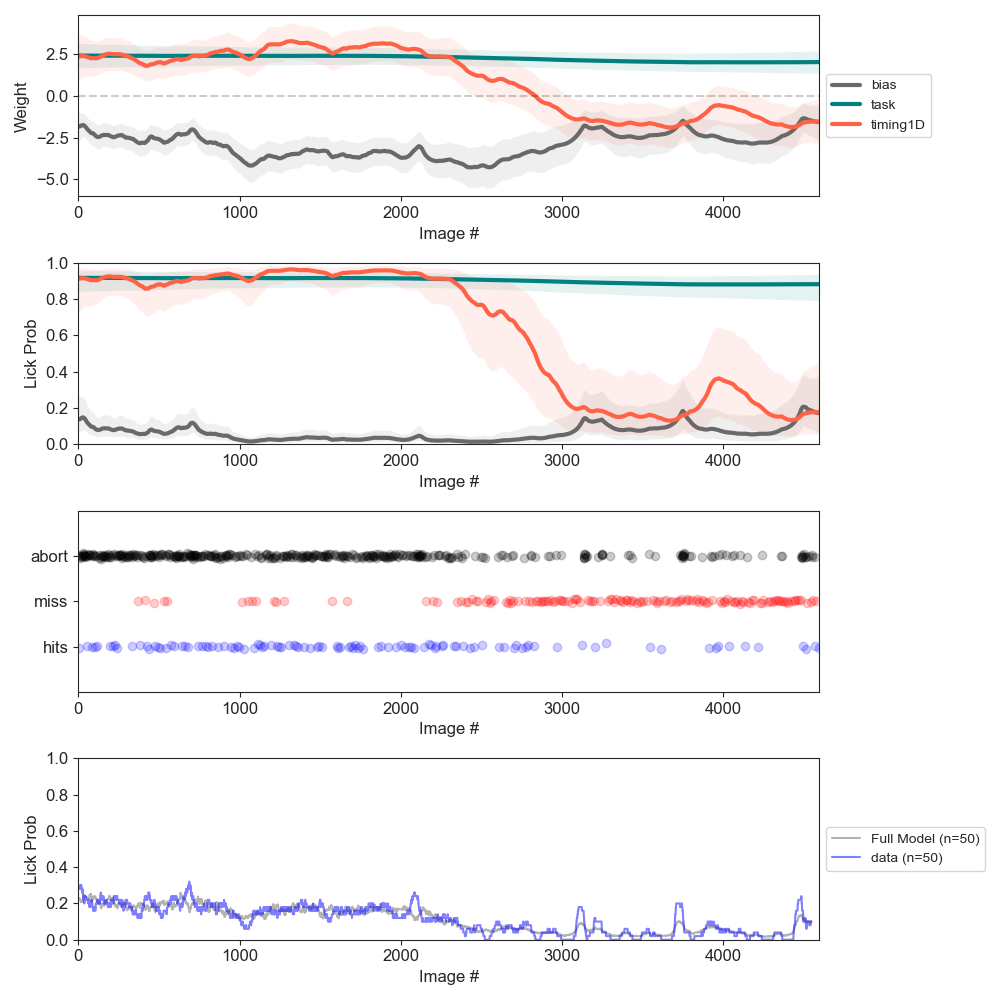 Weight
2.5
0.0
−2.5
−5.0
0 1000 2000 3000 4000
Image #
bias
task
timing1D
Lick Prob
1.0
0.8
0.6
0.4
0.2
0.0
0 1000 2000 3000 4000
Image #
abort
miss
hits
0 1000 2000 3000 4000
Image #
Lick Prob
1.0
0.8
0.6
0.4
0.2
0.0
0 1000 2000 3000 4000
Image #
Full Model (n=50)
data (n=50)